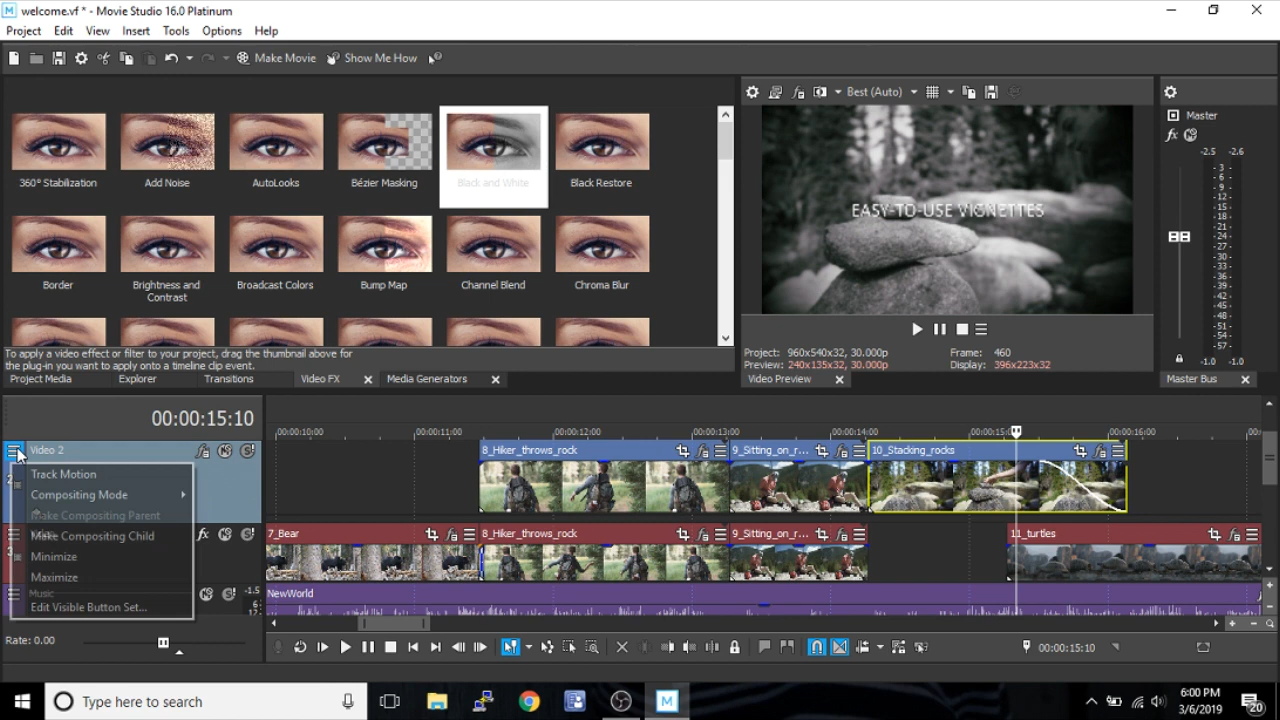 welcome.vf * - Movie Studio 16.0 Platinum
Project Edit View Insert Tools Options Help
Make Movie Show Me How
Best (Auto)
360° Stabilization Add Noise AutoLooks Bézier Masking Black and White Black Restore
Border Brightness and Contrast Broadcast Colors Bump Map Channel Blend Chroma Blur
To apply a video effect or filter to your project, drag the thumbnail above for
the plug-in you want to apply onto a timeline clip event.
Project Media Explorer Transitions Video FX Media Generators
EASY-TO-USE VIGNETTES
Project: 960x540x32, 30.000p Frame: 460
Preview: 240x135x32, 30.000p Display: 396x223x32
Video Preview
Master
-2.5 -2.6
-3-
-6-
-9-
-12-
-15-
-18-
-21-
-24-
-27-
-30-
-33-
-36-
-39-
-42-
-45-
-48-
-51-
-54-
-57-
-1.0 -1.0
Master Bus
00:00:15:10
00:00:10:00 00:00:11:00 00:00:12:00 00:00:13:00 00:00:14:00 00:00:16:00
Video 2
8_Hiker_throws_rock 9_Sitting_on_r... 10_Stacking_rocks
Track Motion
Compositing Mode
Make Compositing Parent
Make Compositing Child
Minimize
Maximize
Music
Edit Visible Button Set...
7_Bear 8_Hiker_throws_rock 9_Sitting_on_r... 11_turtles
-1.5
NewWorld
Rate: 0.00
00:00:15:10
Type here to search
6:00 PM
3/6/2019
20